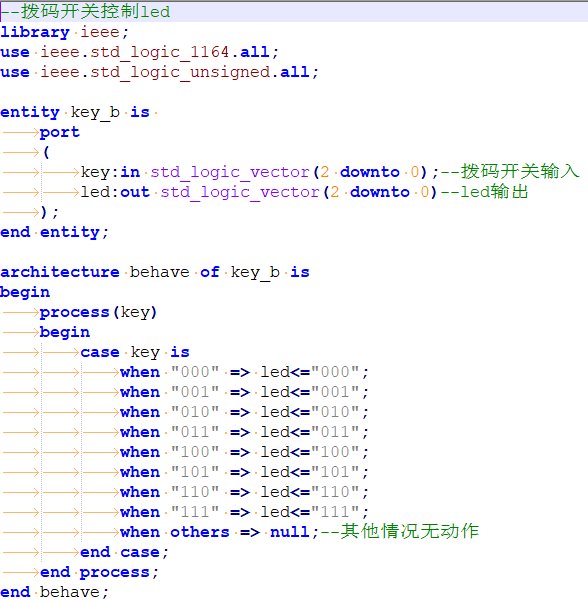 --拨码开关控制led
library ieee;
use ieee.std_logic_1164.all;
use ieee.std_logic_unsigned.all;

entity key_b is
port
(
key:in std_logic_vector(2 downto 0);--拨码开关输入
led:out std_logic_vector(2 downto 0)--led输出
);
end entity;

architecture behave of key_b is
begin
process(key)
begin
case key is
when "000" => led<="000";
when "001" => led<="001";
when "010" => led<="010";
when "011" => led<="011";
when "100" => led<="100";
when "101" => led<="101";
when "110" => led<="110";
when "111" => led<="111";
when others => null;--其他情况无动作
end case;
end process;
end behave;